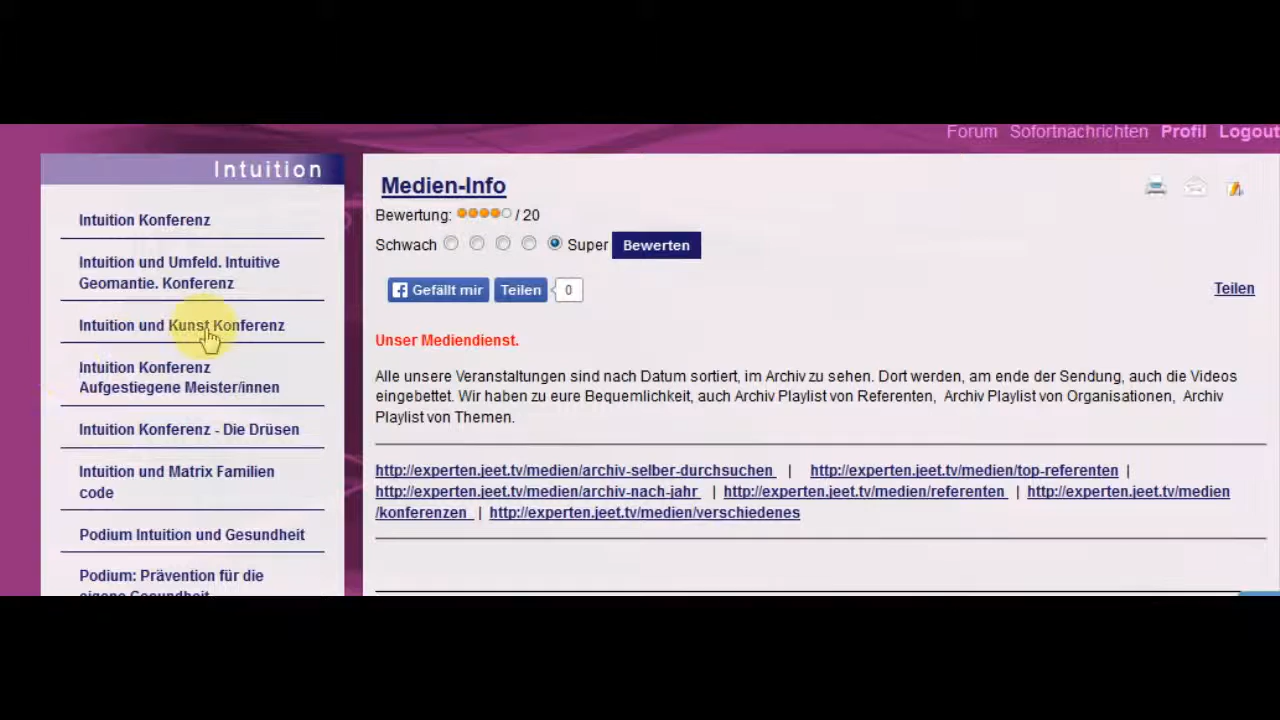 Forum Sofortnachrichten Profil Logout
Intuition
Intuition Konferenz
Intuition und Umfeld. Intuitive
Geomantie. Konferenz
Intuition und Kunst Konferenz
Intuition Konferenz
Aufgestiegene Meister/innen
Intuition Konferenz - Die Drüsen
Intuition und Matrix Familien
code
Podium Intuition und Gesundheit
Podium: Prävention für die
eigene Gesundheit
Medien-Info
Bewertung: / 20
Schwach Super Bewerten
Gefällt mir Teilen 0
Teilen
Unser Mediendienst.
Alle unsere Veranstaltungen sind nach Datum sortiert, im Archiv zu sehen. Dort werden, am ende der Sendung, auch die Videos
eingebettet. Wir haben zu eure Bequemlichkeit, auch Archiv Playlist von Referenten, Archiv Playlist von Organisationen, Archiv
Playlist von Themen.
http://experten.jeet.tv/medien/archiv-selber-durchsuchen | http://experten.jeet.tv/medien/top-referenten |
http://experten.jeet.tv/medien/archiv-nach-jahr | http://experten.jeet.tv/medien/referenten | http://experten.jeet.tv/medien
/konferenzen | http://experten.jeet.tv/medien/verschiedenes